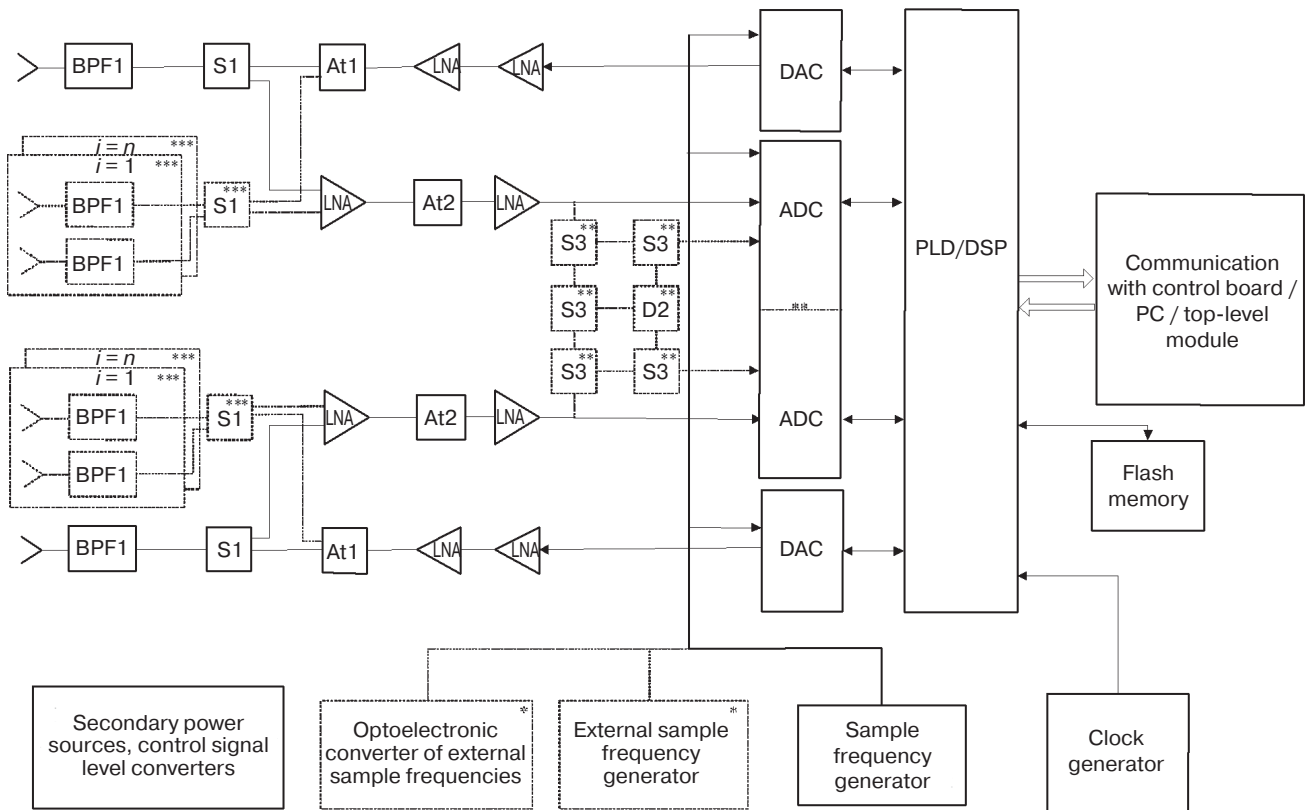 BPF1 S1 At1 LNA LNA DAC
i = n ***
i = 1 ***
BPF1 S1 *** LNA At2 LNA ADC
BPF1
S3 ** S3 **
PLD/DSP
Communication
with control board /
PC / top-level
module
S3 ** D2 ** **
S3 ** S3 **
i = n ***
i = 1 ***
BPF1 S1 *** LNA At2 LNA ADC
BPF1
Flash
memory
BPF1 S1 At1 LNA LNA DAC
Secondary power
sources, control signal
level converters
*
Optoelectronic
converter of external
sample frequencies
*
External sample
frequency
generator
Sample
frequency
generator
Clock
generator